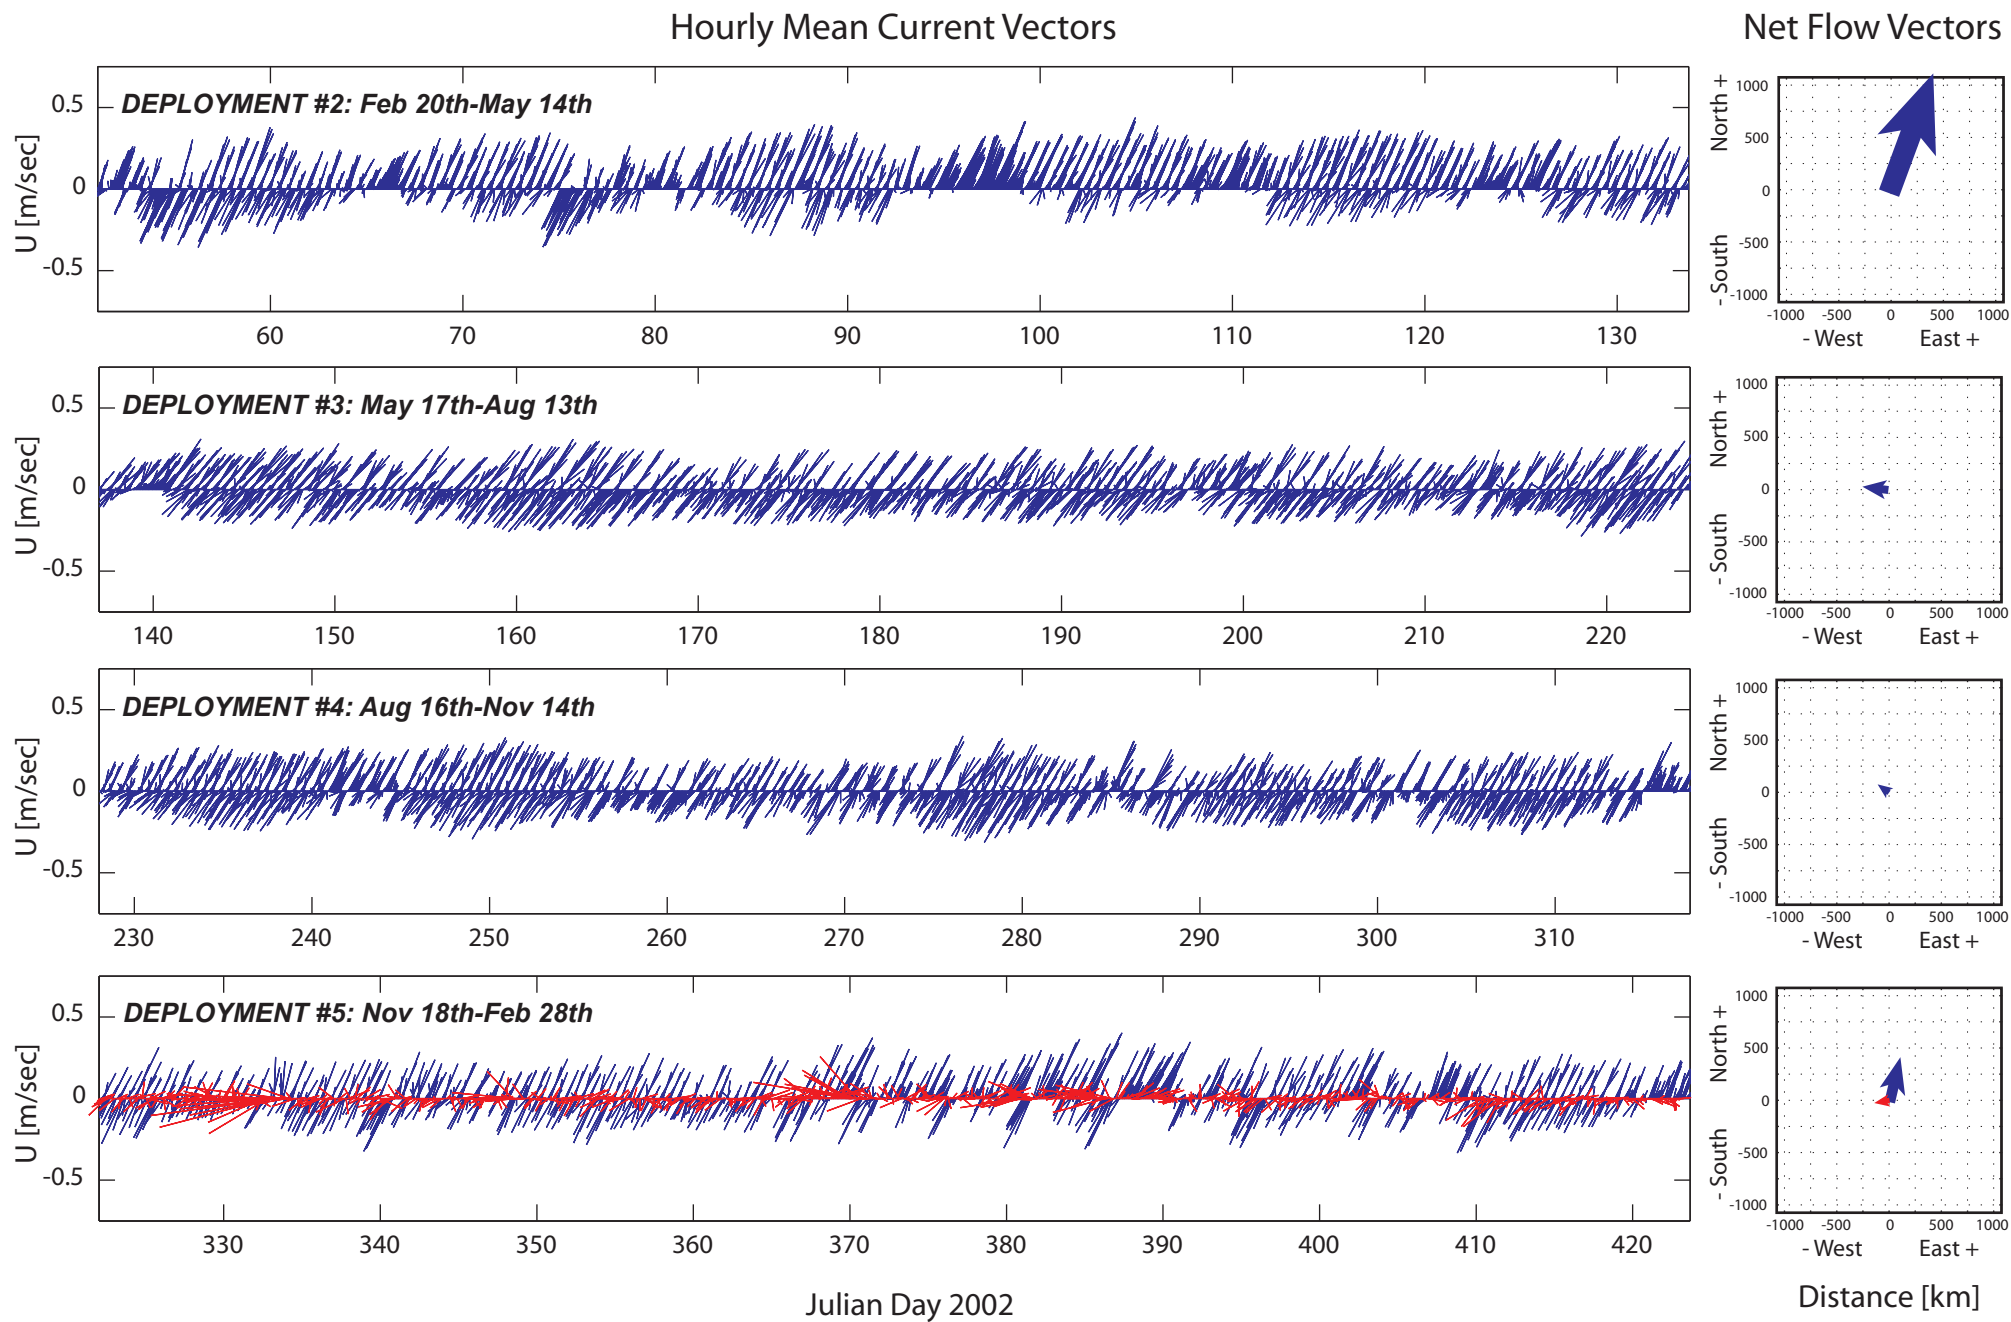 Hourly Mean Current Vectors
Net Flow Vectors
DEPLOYMENT #2: Feb 20th-May 14th
U [m/sec]
0.5
0
-0.5
60 70 80 90 100 110 120 130
- South North +
1000
500
0
-500
-1000
-1000 -500 0 500 1000
- West East +
DEPLOYMENT #3: May 17th-Aug 13th
U [m/sec]
0.5
0
-0.5
140 150 160 170 180 190 200 210 220
- South North +
1000
500
0
-500
-1000
-1000 -500 0 500 1000
- West East +
DEPLOYMENT #4: Aug 16th-Nov 14th
U [m/sec]
0.5
0
-0.5
230 240 250 260 270 280 290 300 310
- South North +
1000
500
0
-500
-1000
-1000 -500 0 500 1000
- West East +
DEPLOYMENT #5: Nov 18th-Feb 28th
U [m/sec]
0.5
0
-0.5
330 340 350 360 370 380 390 400 410 420
- South North +
1000
500
0
-500
-1000
-1000 -500 0 500 1000
- West East +
Julian Day 2002
Distance [km]